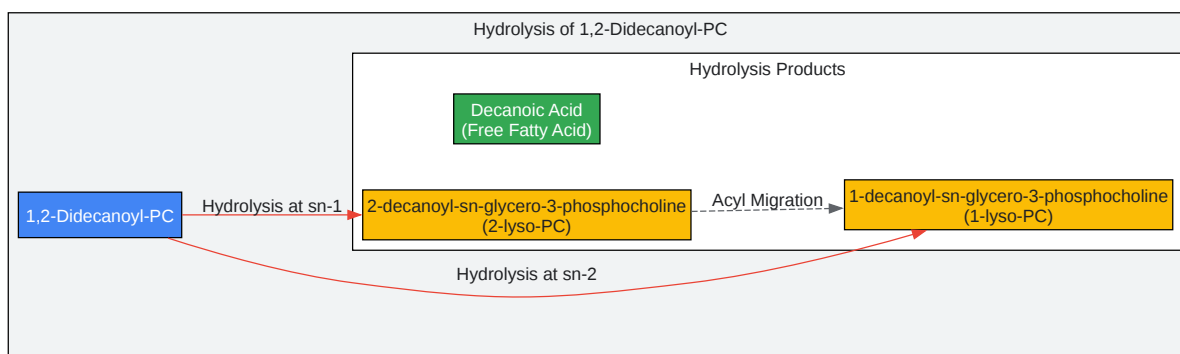 Hydrolysis of 1,2-Didecanoyl-PC
Hydrolysis Products
Decanoic Acid
(Free Fatty Acid)
1,2-Didecanoyl-PC
Hydrolysis at sn-1
2-decanoyl-sn-glycero-3-phosphocholine
(2-lyso-PC)
Acyl Migration
1-decanoyl-sn-glycero-3-phosphocholine
(1-lyso-PC)
Hydrolysis at sn-2